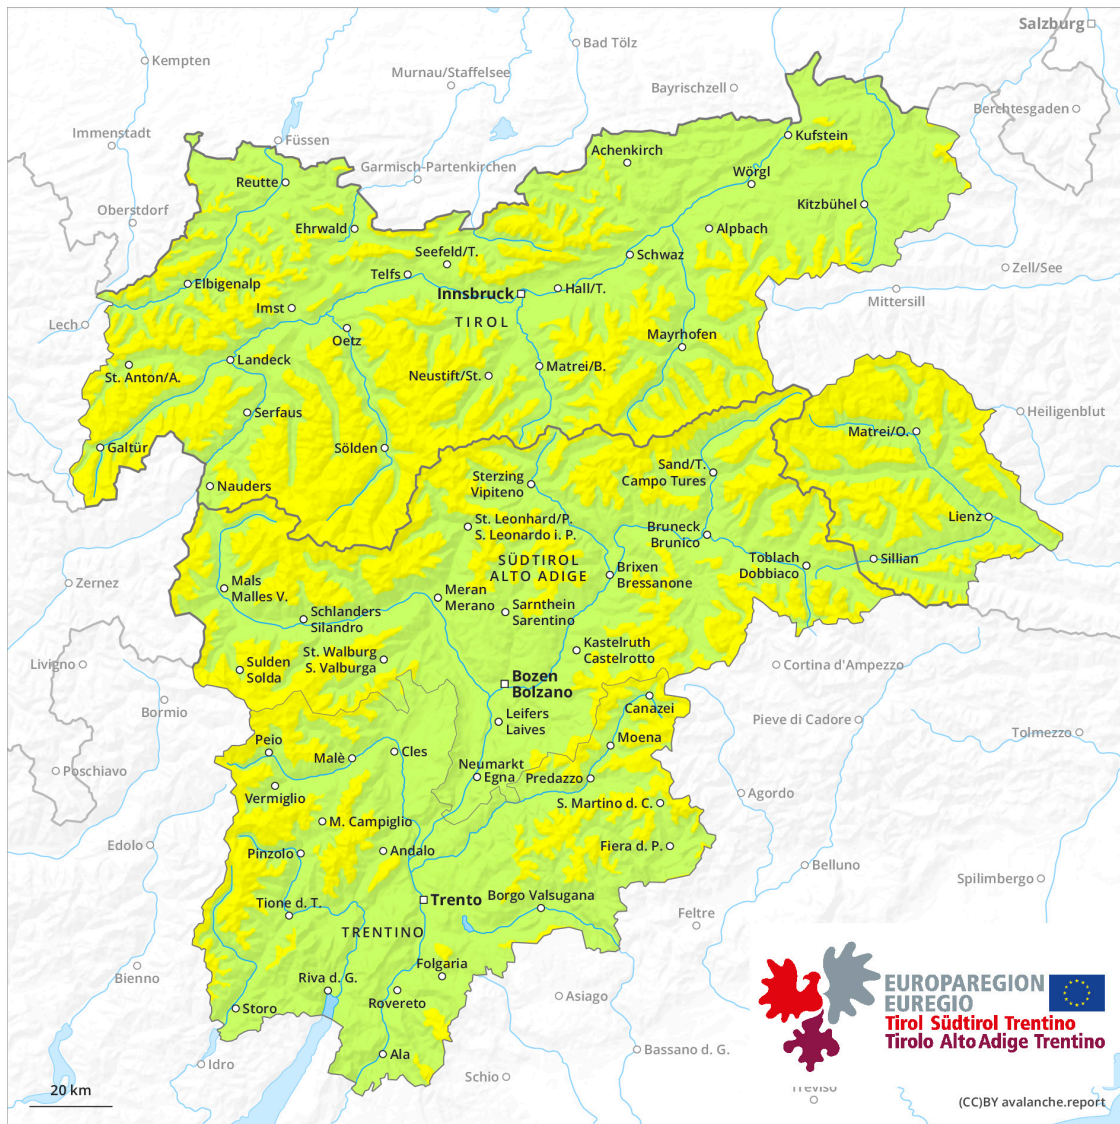 Salzburg
Bad Tölz
Kempten
Murnau/Staffelsee
Bayrischzell
Berchtesgaden
Immenstadt
Füssen
Kufstein
Achenkirch
Garmisch-Partenkirchen
Wörgl
Reutte
Kitzbühel
Oberstdorf
Ehrwald
Alpbach
Seefeld/T.
Schwaz
Zell/See
Telfs
Elbigenalp
Innsbruck
Hall/T.
Mittersill
Imst
TIROL
Lech
Mayrhofen
Oetz
Landeck
Matrei/B.
St. Anton/A.
Neustift/St.
Serfaus
Heiligenblut
Matrei/O.
Galtür
Sölden
Sand/T.
Campo Tures
Sterzing
Vipiteno
Nauders
Lienz
St. Leonhard/P.
S. Leonardo i. P.
Bruneck
Brunico
SÜDTIROL
ALTO ADIGE
Toblach
Dobbiaco
Sillian
Brixen
Bressanone
Zernez
Mals
Malles V.
Meran
Merano
Sarnthein
Sarentino
Schlanders
Silandro
Kastelruth
Castelrotto
St. Walburg
S. Valburga
Livigno
Sulden
Solda
Cortina d'Ampezzo
Bozen
Bolzano
Canazei
Bormio
Leifers
Laives
Pieve di Cadore
Tolmezzo
Peio
Moena
Cles
Malè
Neumarkt
Egna
Predazzo
Poschiavo
Vermiglio
S. Martino d. C.
Agordo
M. Campiglio
Edolo
Pinzolo
Andalo
Fiera d. P.
Belluno
Spilimbergo
Borgo Valsugana
Trento
Tione d. T.
Feltre
TRENTINO
Folgaria
Bienno
Riva d. G.
Rovereto
Asiago
Storo
EUROPAREGION
EUREGIO
Tirol Südtirol Trentino
Tirolo Alto Adige Trentino
Ala
Bassano d. G.
Idro
Schio
Treviso
20 km
(CC)BY avalanche.report